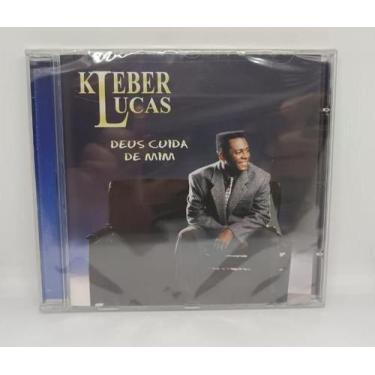 KLEBER
LUCAS
DEUS CUIDA
DE MIM